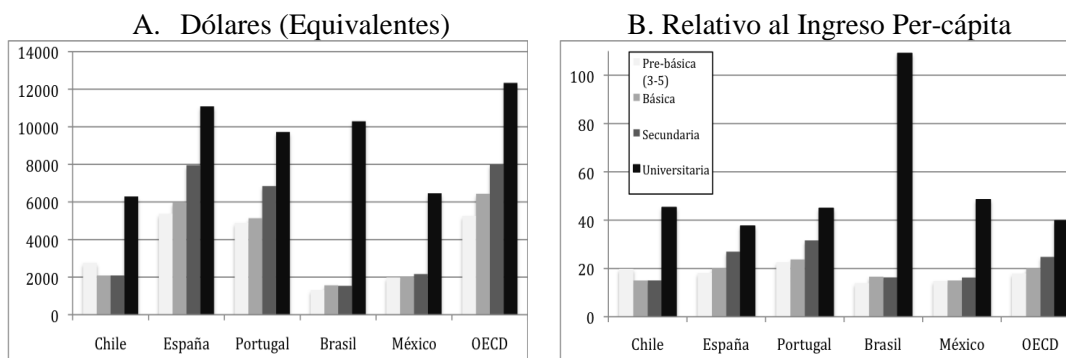 A. Dólares (Equivalentes)
14000
12000
10000
8000
6000
4000
2000
0
Chile España Portugal Brasil México OECD
B. Relativo al Ingreso Per-cápita
100
80
60
40
20
0
Pre-básica
(3-5)
Básica
Secundaria
Universitaria
Chile España Portugal Brasil México OECD